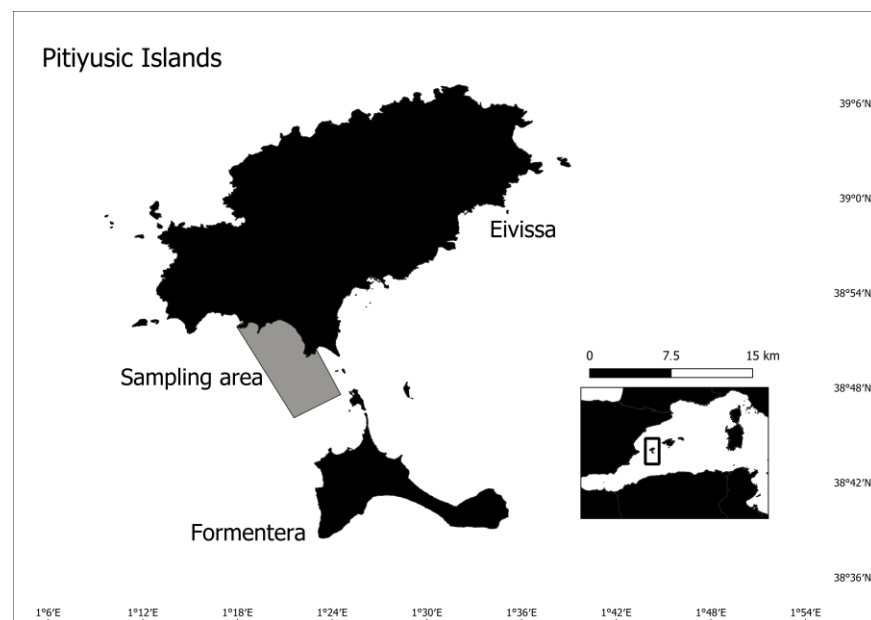 Pitiyusic Islands
39°6'N
39°0'N
Eivissa
38°54'N
0 7.5 15 km
Sampling area
38°48'N
38°42'N
Formentera
38°36'N
1°6'E 1°12'E 1°18'E 1°24'E 1°30'E 1°36'E 1°42'E 1°48'E 1°54'E